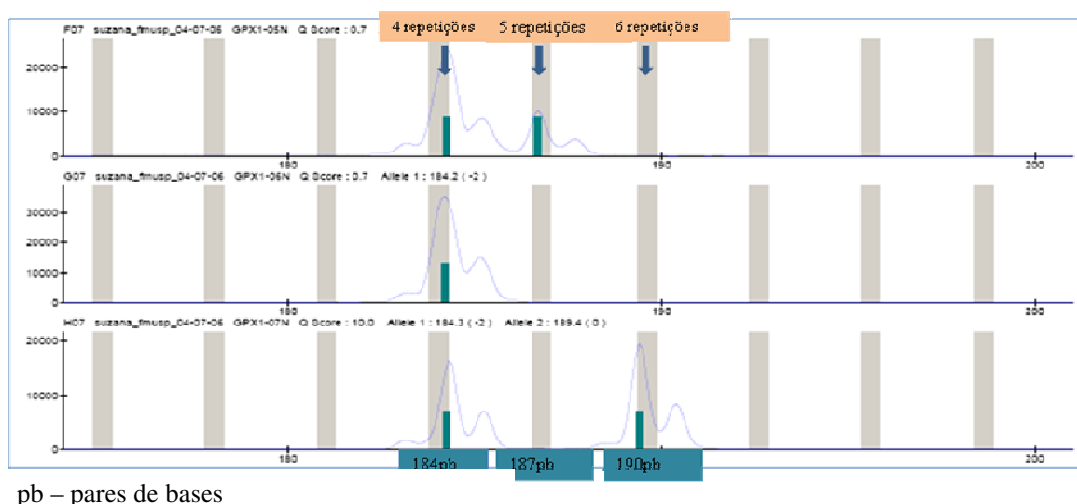 4 repetições 5 repetições 6 repetições
F07 suzana_fmusp_04-07-06 GPX1-05N Q Score : 0.7
20000
10000
0
180 190 200
G07 suzana_fmusp_04-07-06 GPX1-06N Q Score : 0.7 Allele 1 : 184.2 ( -2)
30000
20000
10000
0
180 190 200
H07 suzana_fmusp_04-07-06 GPX1-07N Q Score : 10.0 Allele 1 : 184.3 ( -2) Allele 2 : 189.4 ( 0 )
20000
10000
0
180 200
184pb 187pb 190pb
pb – pares de bases